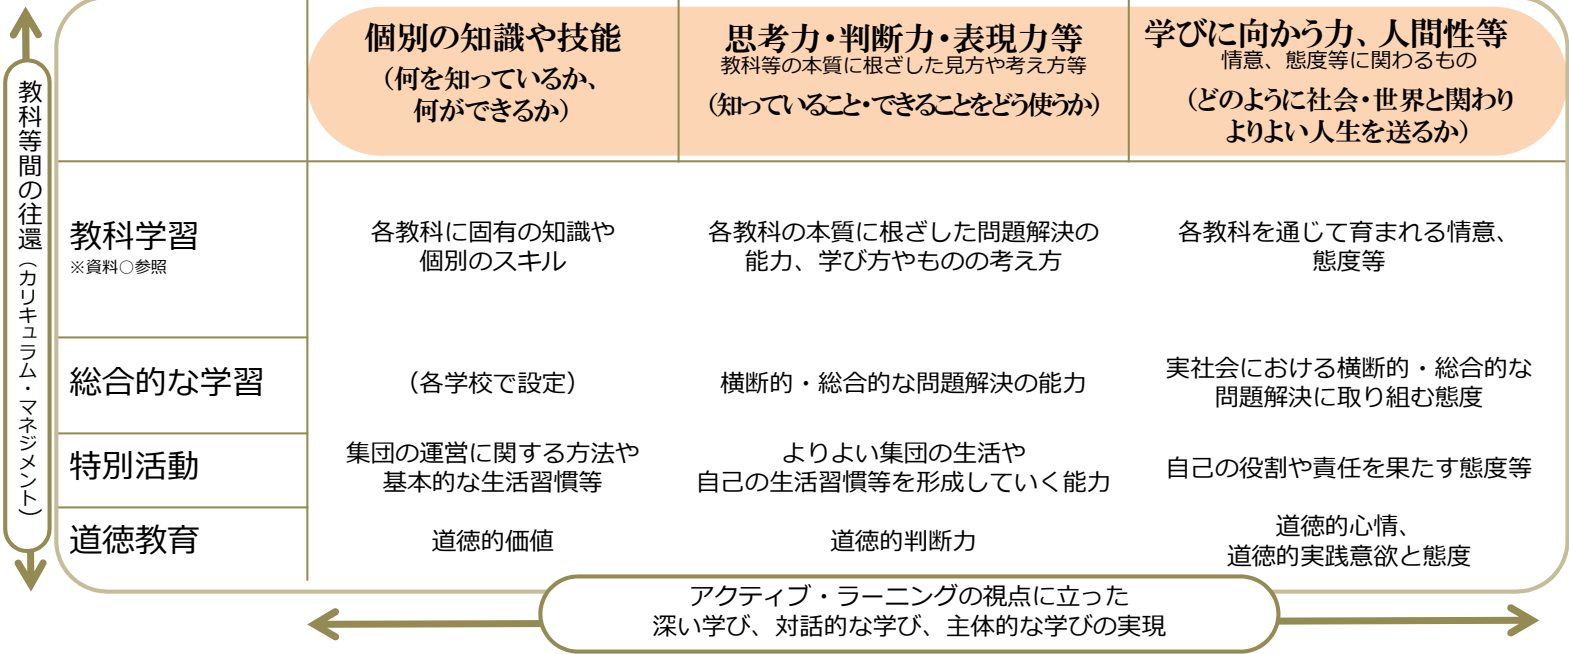 教科等間の往還（カリキュラム・マネジメント）
個別の知識や技能
（何を知っているか、
何ができるか）
思考力・判断力・表現力等
教科等の本質に根ざした見方や考え方等
（知っていること・できることをどう使うか）
学びに向かう力、人間性等
情意、態度等に関わるもの
（どのように社会・世界と関わり
よりよい人生を送るか）
教科学習
※資料○参照
各教科に固有の知識や
個別のスキル
各教科の本質に根ざした問題解決の
能力、学び方やものの考え方
各教科を通じて育まれる情意、
態度等
総合的な学習
（各学校で設定）
横断的・総合的な問題解決の能力
実社会における横断的・総合的な
問題解決に取り組む態度
特別活動
集団の運営に関する方法や
基本的な生活習慣等
よりよい集団の生活や
自己の生活習慣等を形成していく能力
自己の役割や責任を果たす態度等
道徳教育
道徳的価値
道徳的判断力
道徳的心情、
道徳的実践意欲と態度
アクティブ・ラーニングの視点に立った
深い学び、対話的な学び、主体的な学びの実現